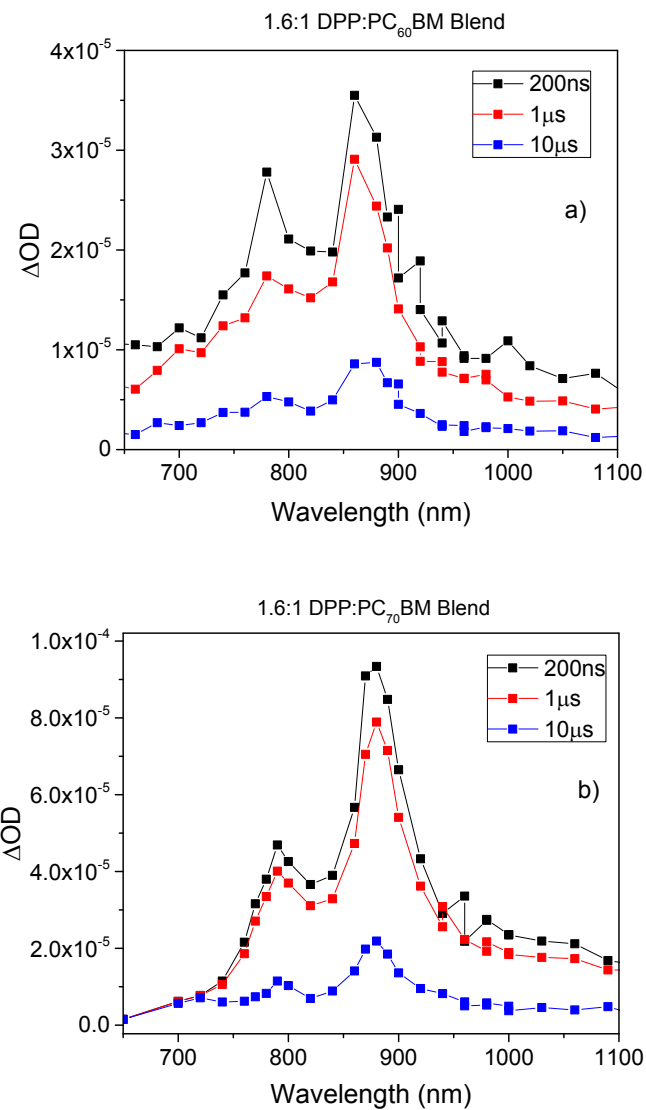 1.6:1 DPP:PC60BM Blend
4x10-5
3x10-5
2x10-5
1x10-5
0
ΔOD
200ns
1μs
10μs
a)
700 800 900 1000 1100
Wavelength (nm)
1.6:1 DPP:PC70BM Blend
1.0x10-4
8.0x10-5
6.0x10-5
4.0x10-5
2.0x10-5
0.0
ΔOD
200ns
1μs
10μs
b)
700 800 900 1000 1100
Wavelength (nm)